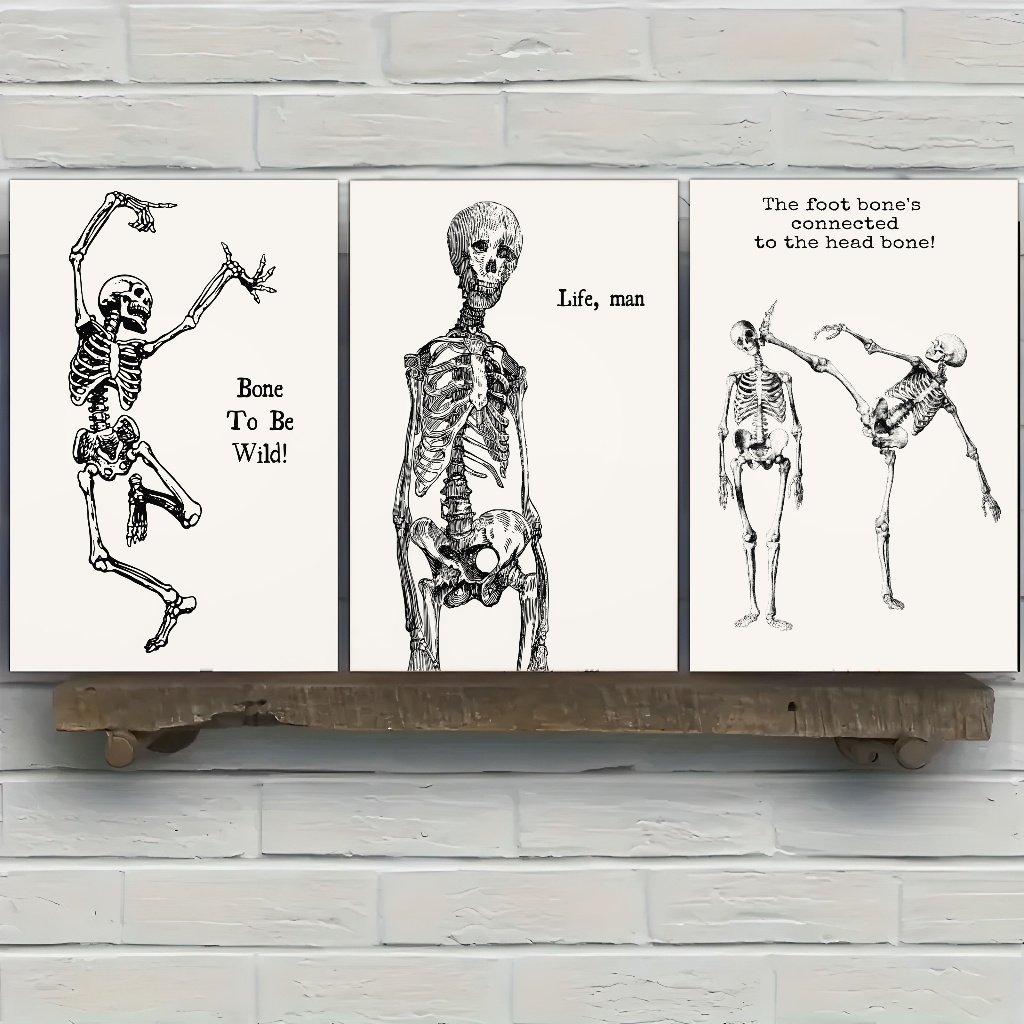 Bone
To Be
Wild!
Life, man
The foot bone's
connected
to the head bone!